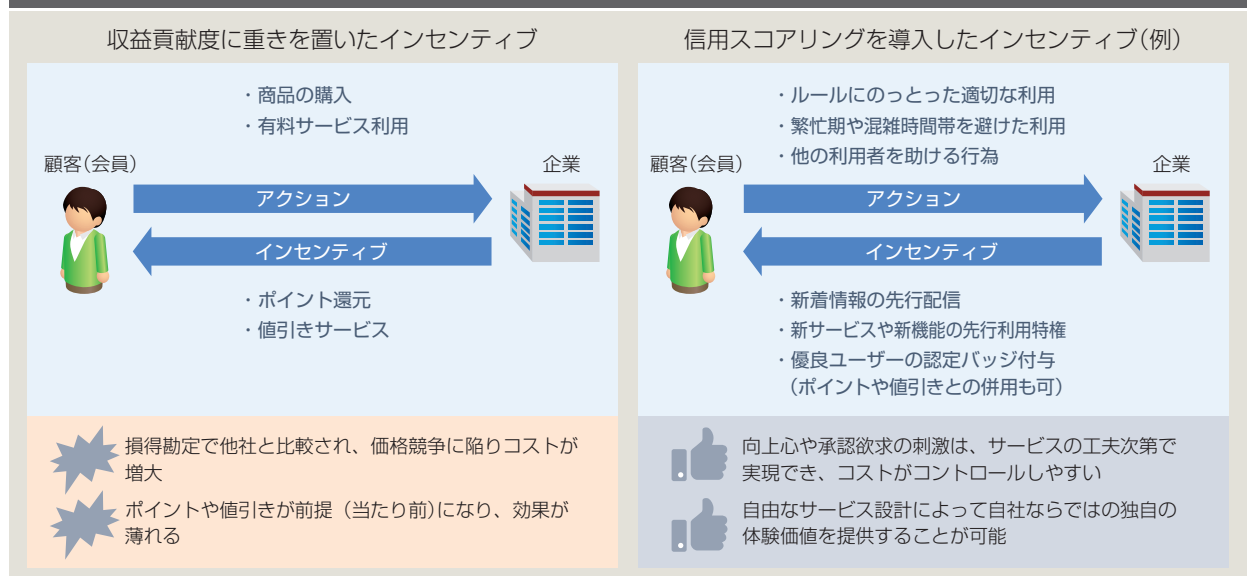 収益貢献度に重きを置いたインセンティブ
・商品の購入
・有料サービス利用
顧客(会員)
企業
アクション
インセンティブ
・ポイント還元
・値引きサービス
損得勘定で他社と比較され、価格競争に陥りコストが
増大
ポイントや値引きが前提（当たり前)になり、効果が
薄れる
信用スコアリングを導入したインセンティブ(例)
・ルールにのっとった適切な利用
・繁忙期や混雑時間帯を避けた利用
・他の利用者を助ける行為
顧客(会員)
企業
アクション
インセンティブ
・新着情報の先行配信
・新サービスや新機能の先行利用特権
・優良ユーザーの認定バッジ付与
（ポイントや値引きとの併用も可）
向上心や承認欲求の刺激は、サービスの工夫次第で
実現でき、コストがコントロールしやすい
自由なサービス設計によって自社ならではの独自の
体験価値を提供することが可能